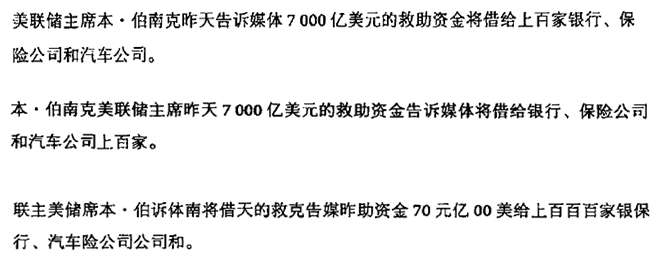 美联储主席本·伯南克昨天告诉媒体 7 000 亿美元的救助资金将借给上百家银行、保
险公司和汽车公司。
本·伯南克美联储主席昨天 7 000 亿美元的救助资金告诉媒体将借给银行、保险公司
和汽车公司上百家。
联主美储席本·伯诉体南将借天的救克告媒昨助资金 70 元亿 00 美给上百百百家银保
行、汽车险公司公司和。